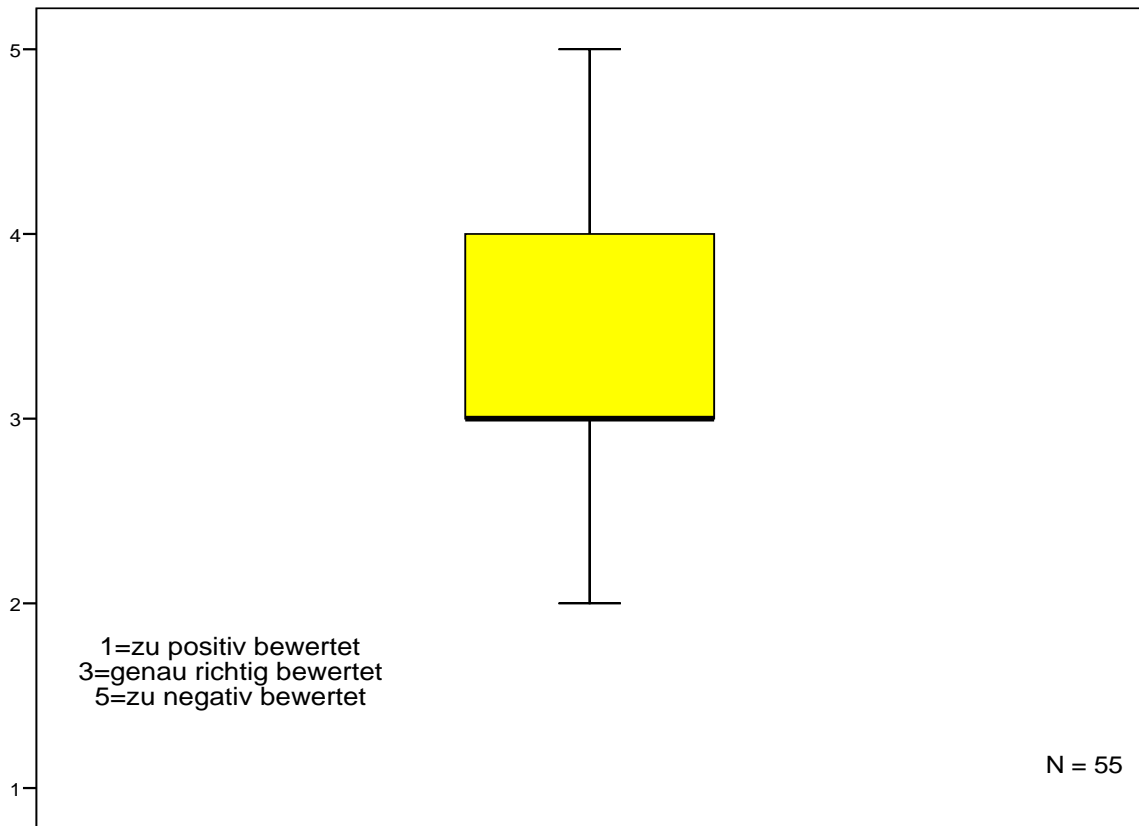 5
4
3
2
1=zu positiv bewertet
3=genau richtig bewertet
5=zu negativ bewertet
N = 55
1